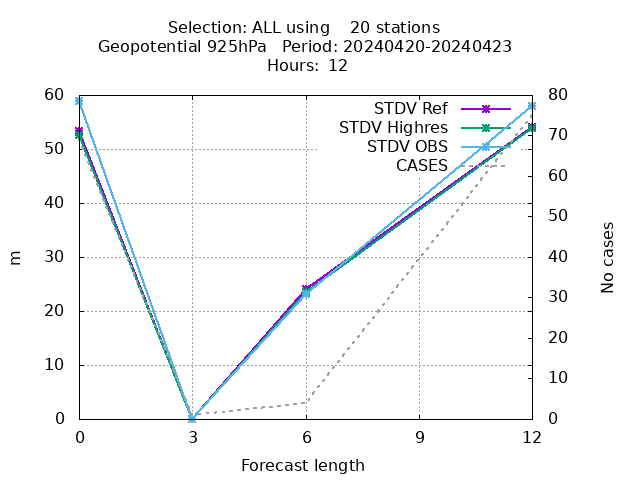 Selection: ALL using    20 stations
Geopotential 925hPa   Period: 20240420-20240423
Hours:  12
60
50
40
30
20
10
0
m
80
70
60
50
40
30
20
10
0
No cases
STDV Ref
STDV Highres
STDV OBS
CASES
0 3 6 9 12
Forecast length